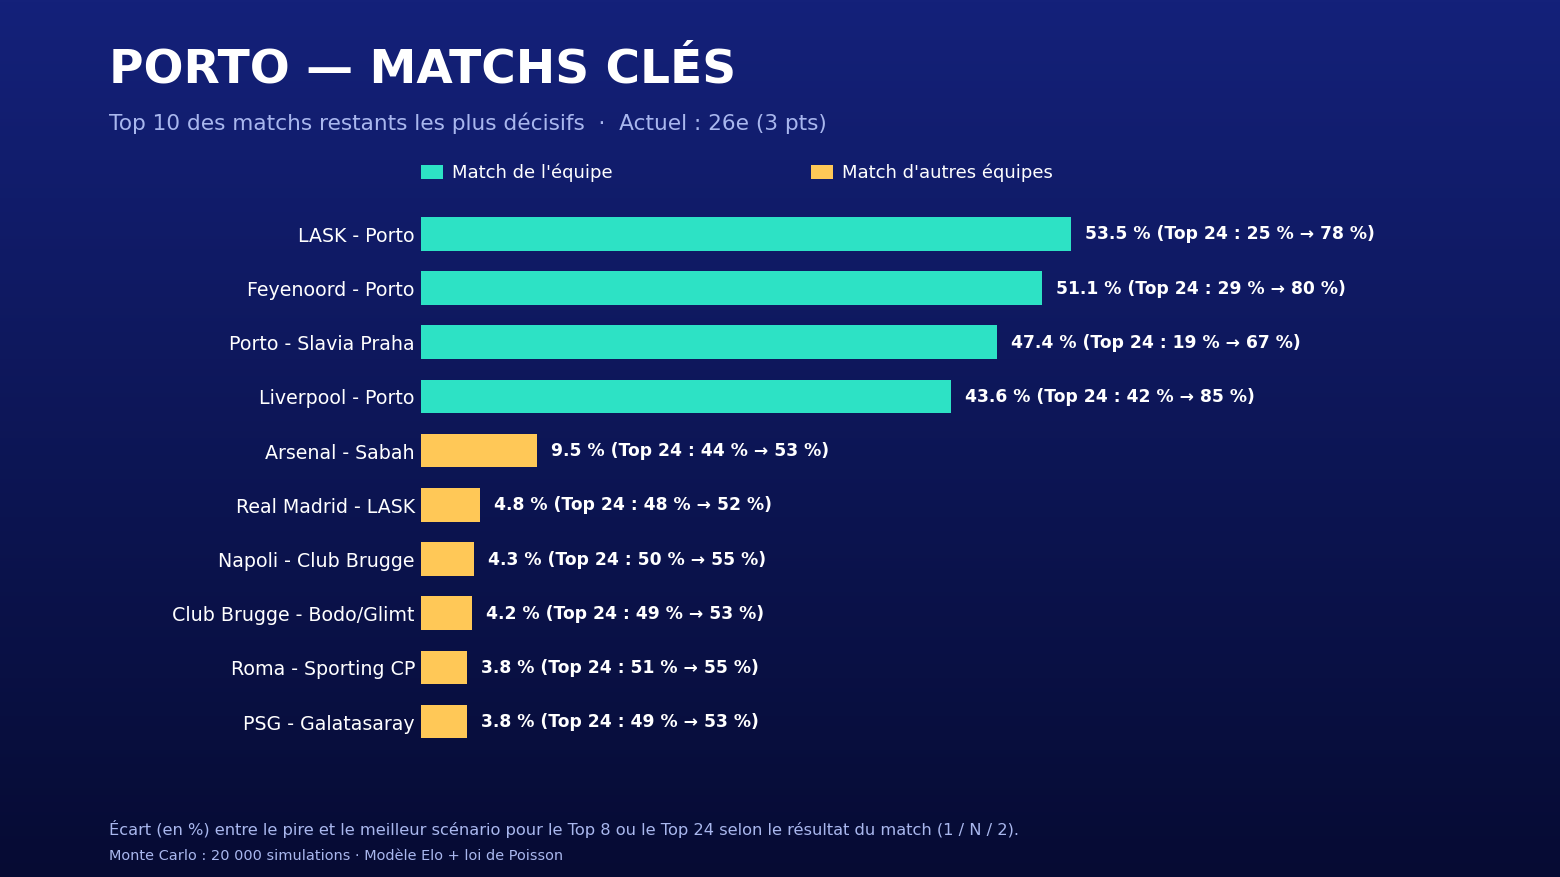 PORTO — MATCHS CLÉS
Top 10 des matchs restants les plus décisifs · Actuel : 26e (3 pts)
Match de l'équipe
Match d'autres équipes
LASK - Porto 53.5 % (Top 24 : 25 % → 78 %)
Feyenoord - Porto 51.1 % (Top 24 : 29 % → 80 %)
Porto - Slavia Praha 47.4 % (Top 24 : 19 % → 67 %)
Liverpool - Porto 43.6 % (Top 24 : 42 % → 85 %)
Arsenal - Sabah 9.5 % (Top 24 : 44 % → 53 %)
Real Madrid - LASK 4.8 % (Top 24 : 48 % → 52 %)
Napoli - Club Brugge 4.3 % (Top 24 : 50 % → 55 %)
Club Brugge - Bodo/Glimt 4.2 % (Top 24 : 49 % → 53 %)
Roma - Sporting CP 3.8 % (Top 24 : 51 % → 55 %)
PSG - Galatasaray 3.8 % (Top 24 : 49 % → 53 %)
Écart (en %) entre le pire et le meilleur scénario pour le Top 8 ou le Top 24 selon le résultat du match (1 / N / 2).
Monte Carlo : 20 000 simulations · Modèle Elo + loi de Poisson